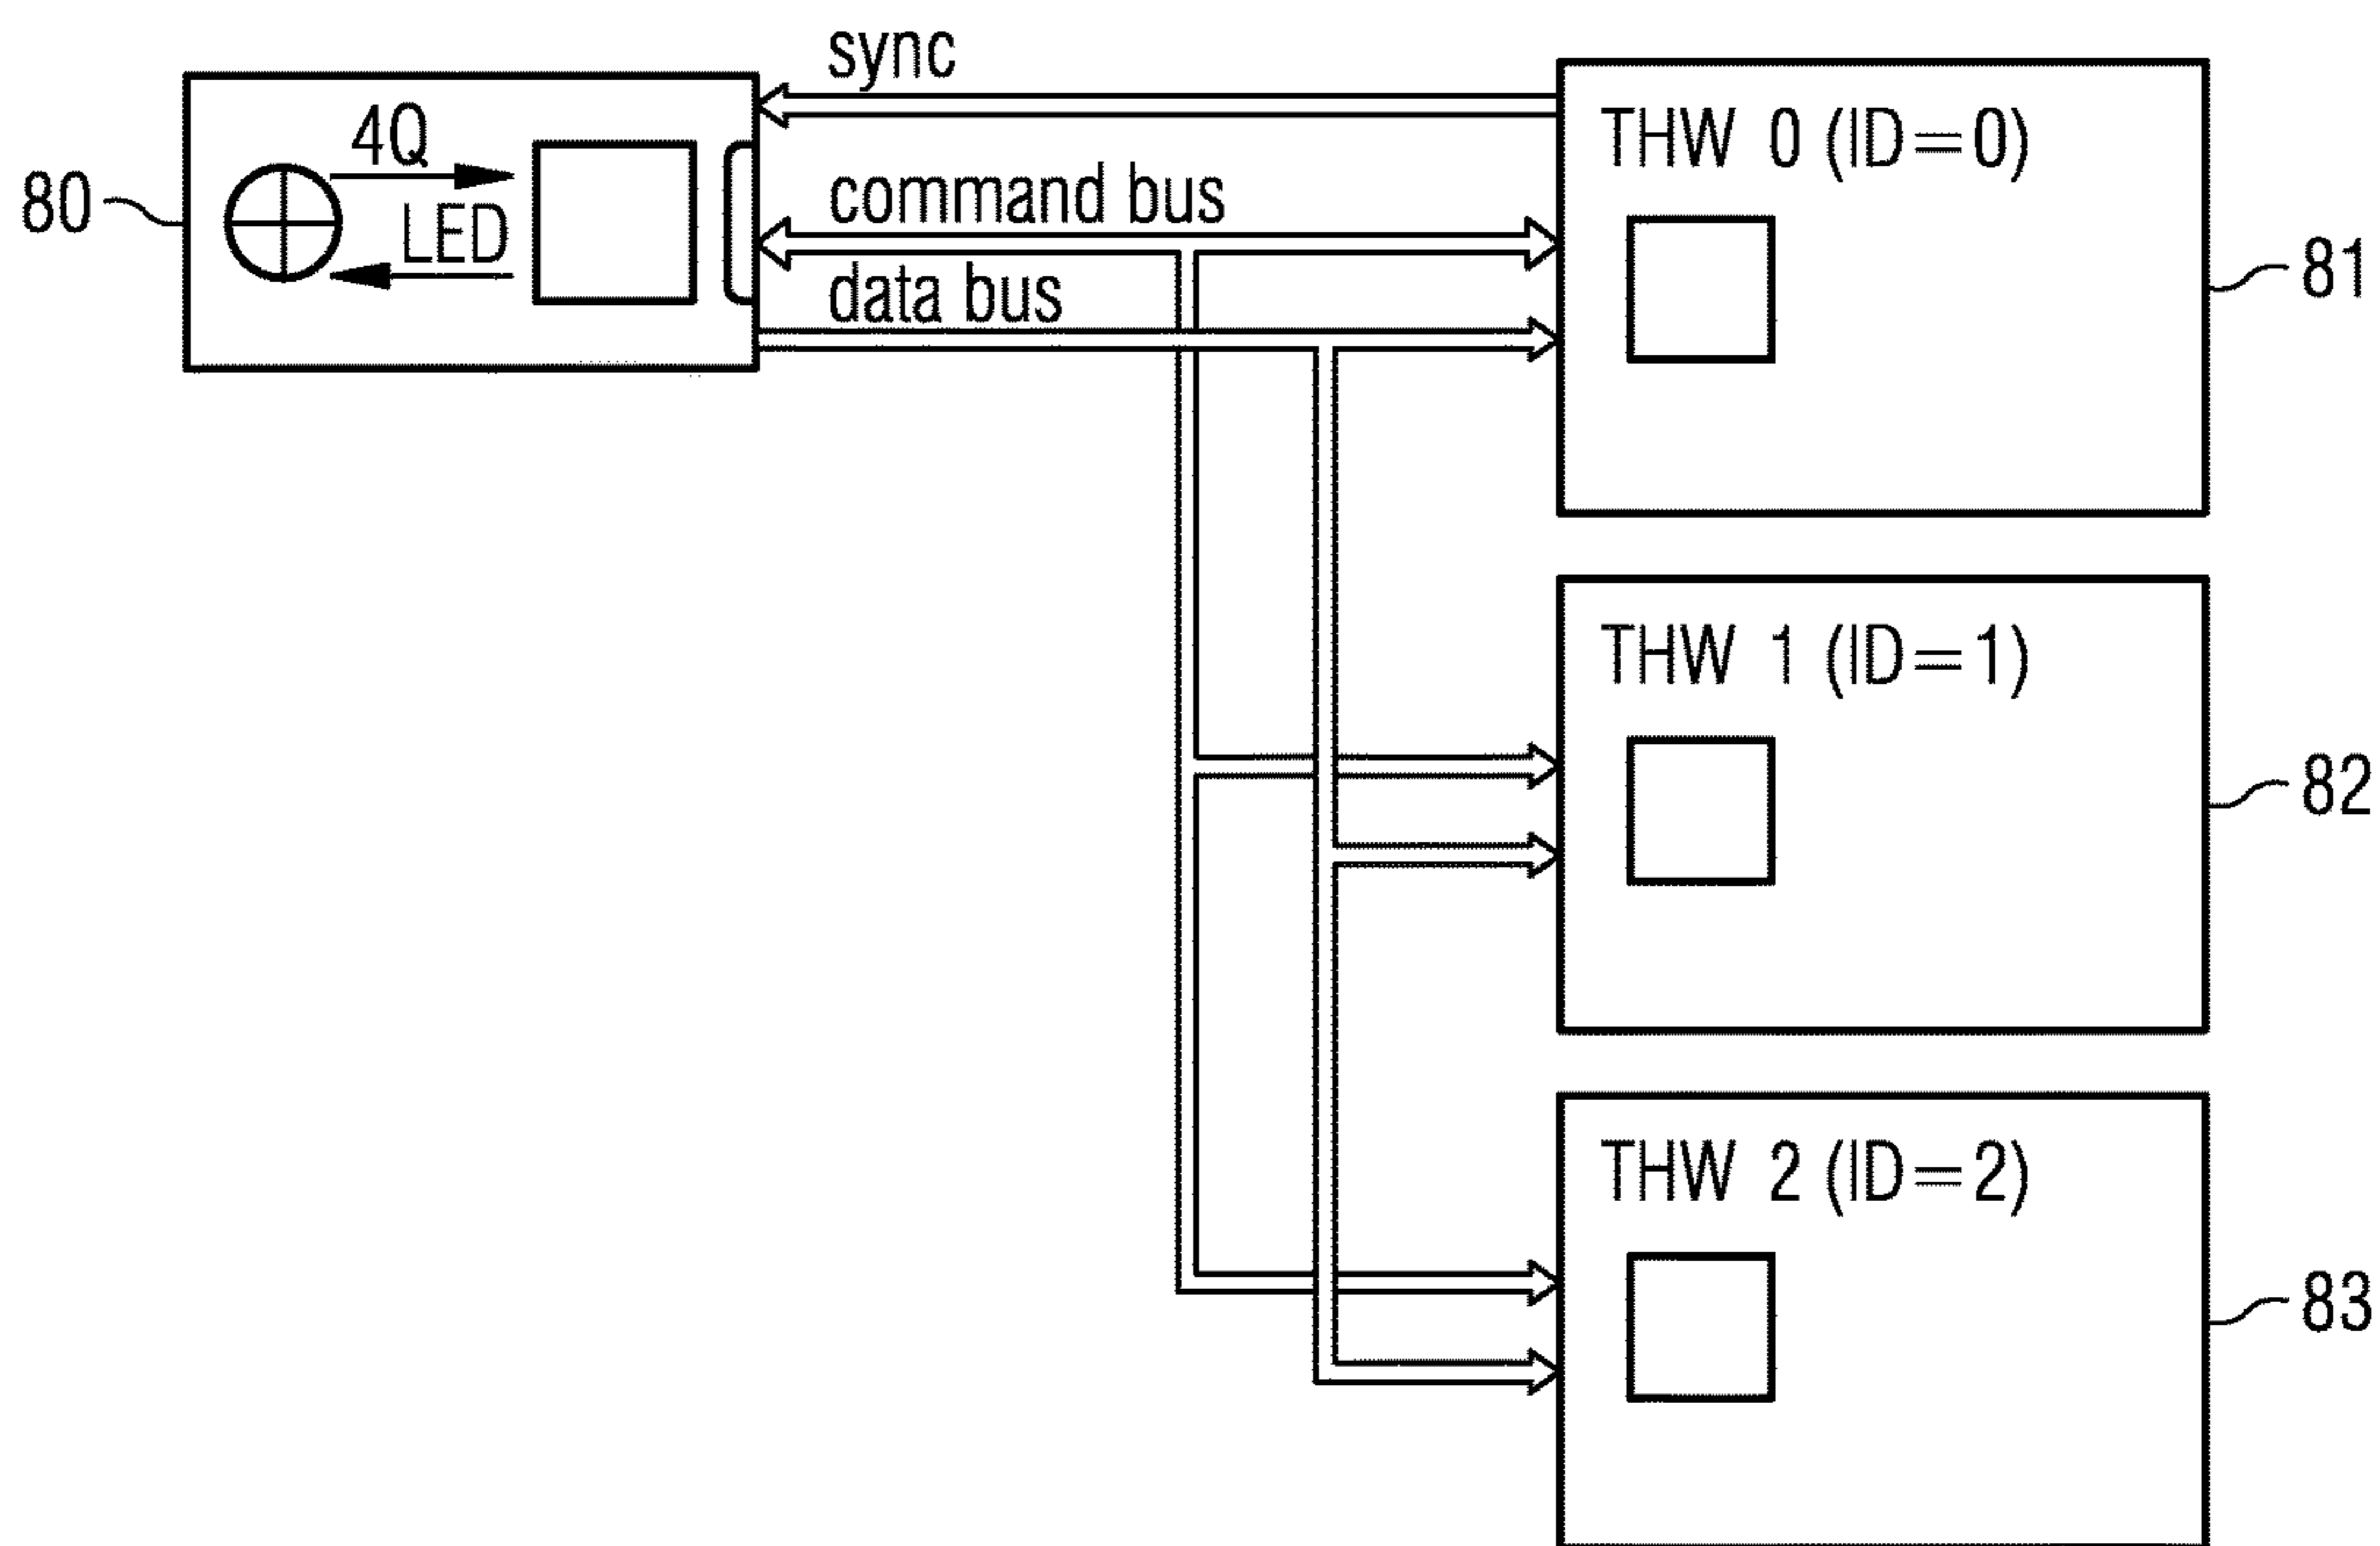 sync
4Q
LED
80
command bus
data bus
THW 0 (ID=0)
81
THW 1 (ID=1)
82
THW 2 (ID=2)
83